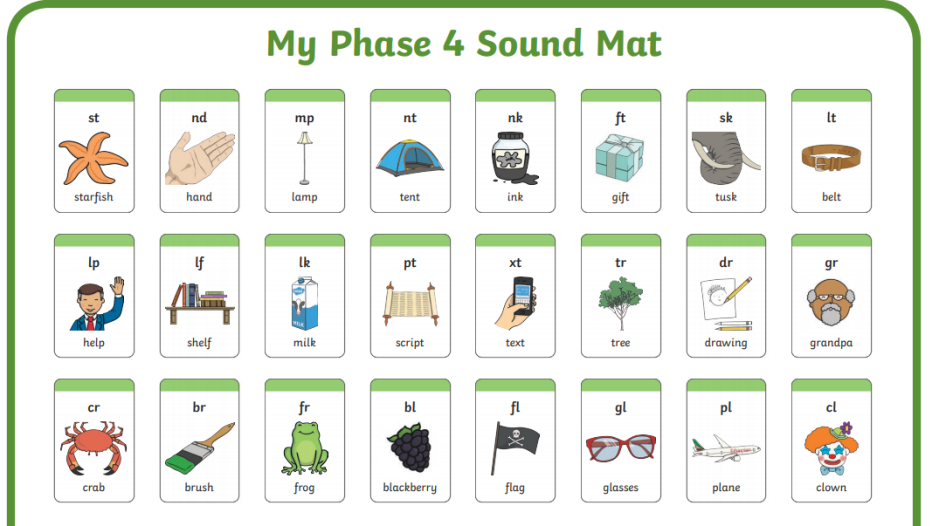 My Phase 4 Sound Mat
st nd mp nt nk ft sk lt
starfish hand lamp tent ink gift tusk belt
lp lf lk pt xt tr dr gr
MILK
help shelf milk script text tree drawing grandpa
cr br fr bl fl gl pl cl
crab brush frog blackberry flag glasses plane clown